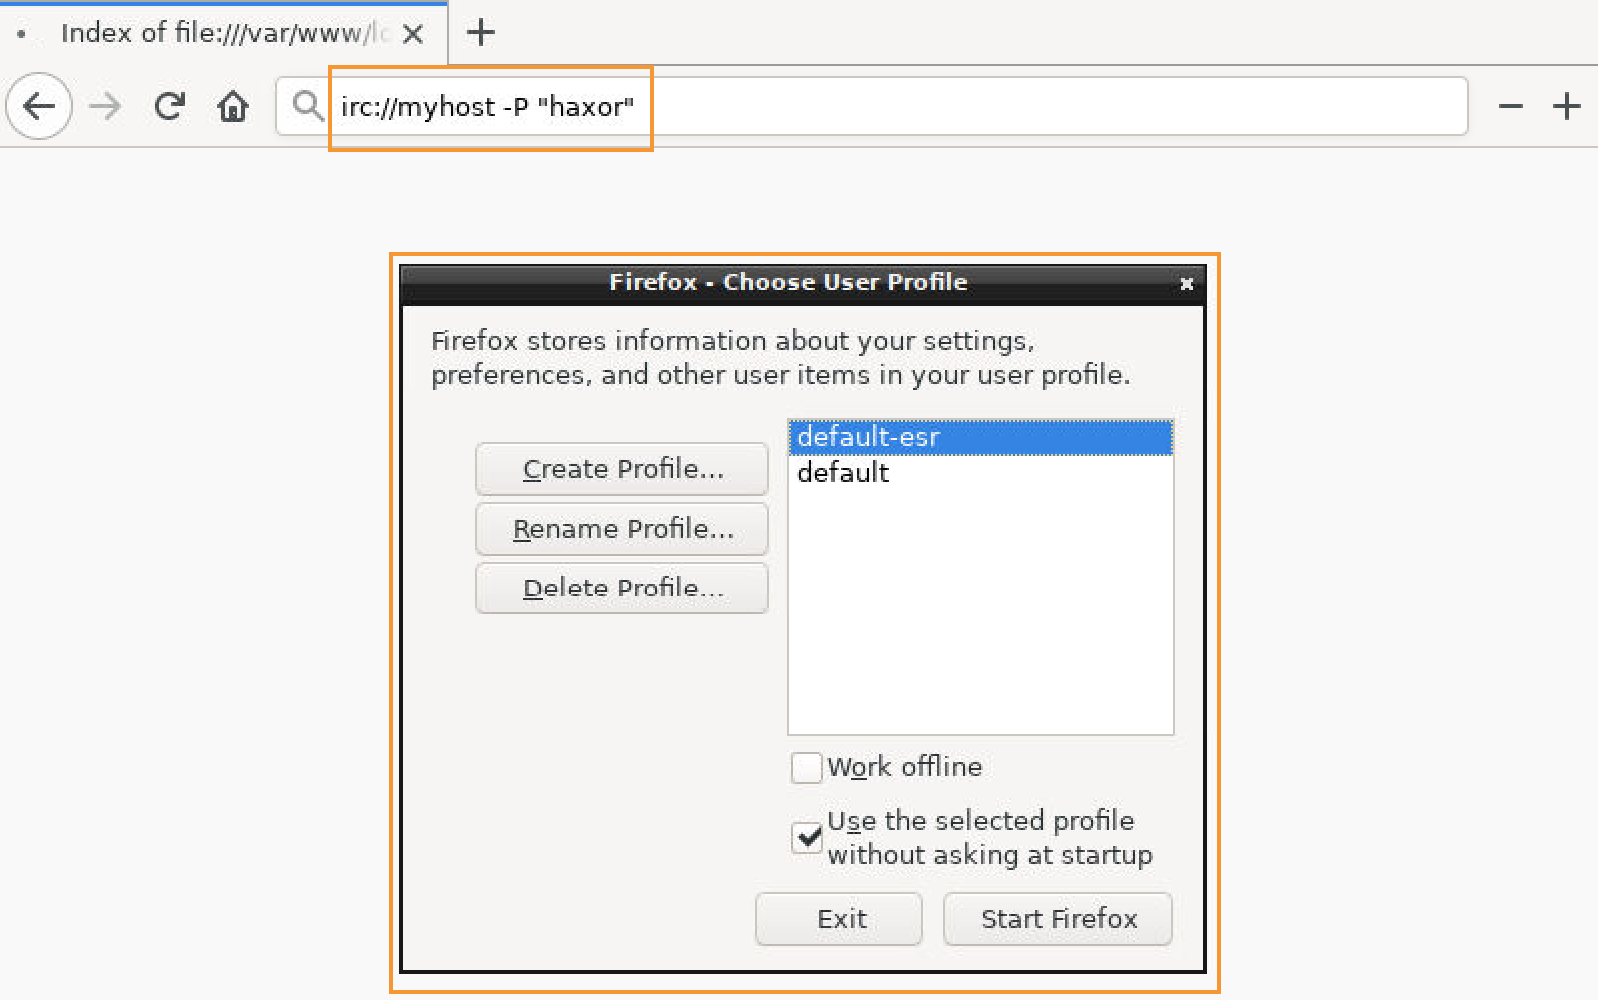 Index of file:///var/www/lo
irc://myhost -P "haxor"
Firefox - Choose User Profile
Firefox stores information about your settings,
preferences, and other user items in your user profile.
default-esr
default
Create Profile...
Rename Profile...
Delete Profile...
Work offline
Use the selected profile
without asking at startup
Exit
Start Firefox